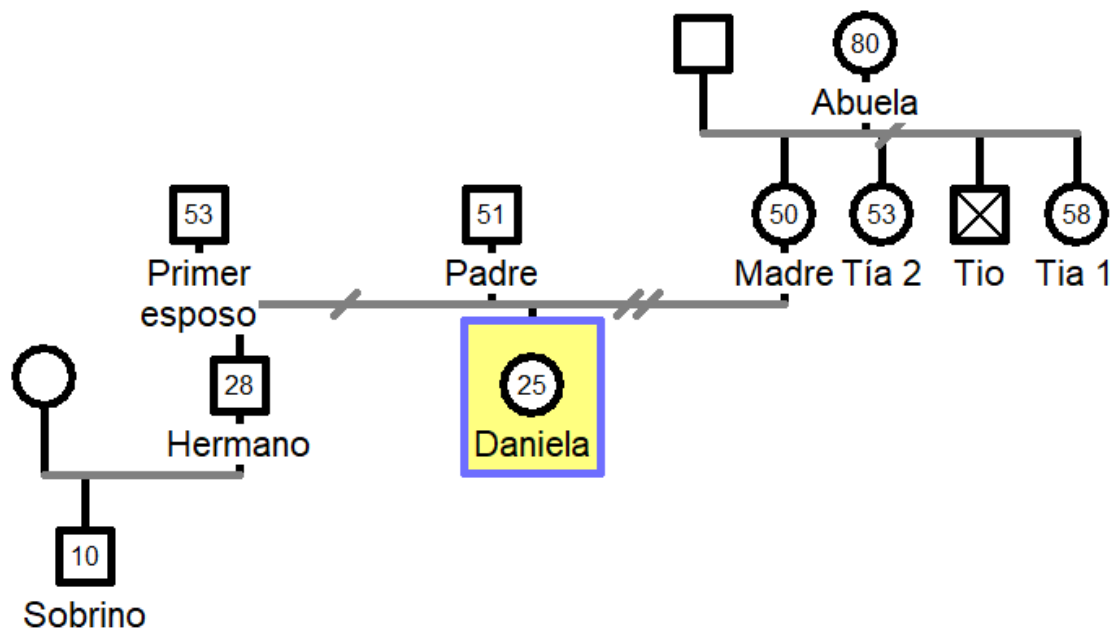 80
Abuela
53
51
50
53
58
Primer
esposo
Padre
Madre
Tía 2
Tio
Tia 1
28
25
Hermano
Daniela
10
Sobrino